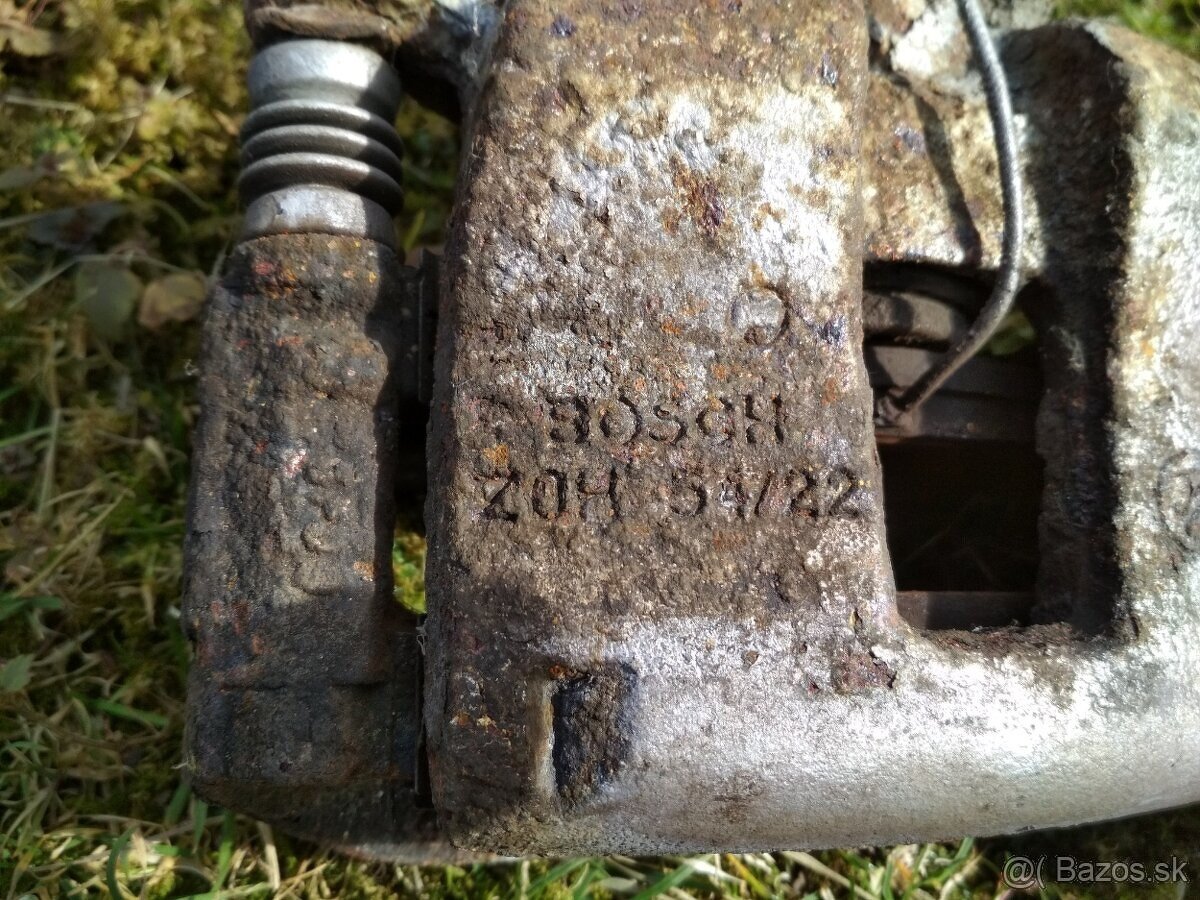 BOSCH
ZOH 54/22
@( Bazos.sk